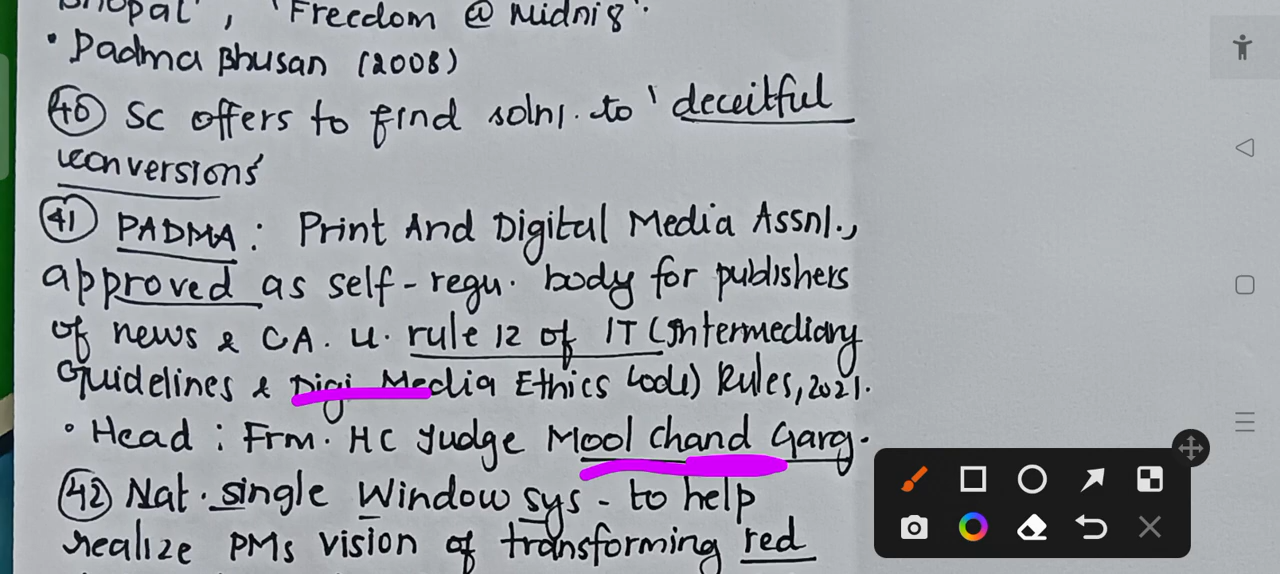 Bhopal', 'Freedom @ Midni8'.
• Padma Bhusan (2008)
(40) SC offers to find soln. to 'deceitful
conversions'
(41) PADMA : Print And Digital Media Assnl.,
approved as self-regu. body for publishers
of news & CA. u. rule 12 of IT (Intermediary
Guidelines & Digi Media Ethics Code) Rules, 2021.
• Head : Frm. HC Judge Mool Chand Garg.
(42) Nat. Single Window sys - to help
realize PMs vision of transforming red